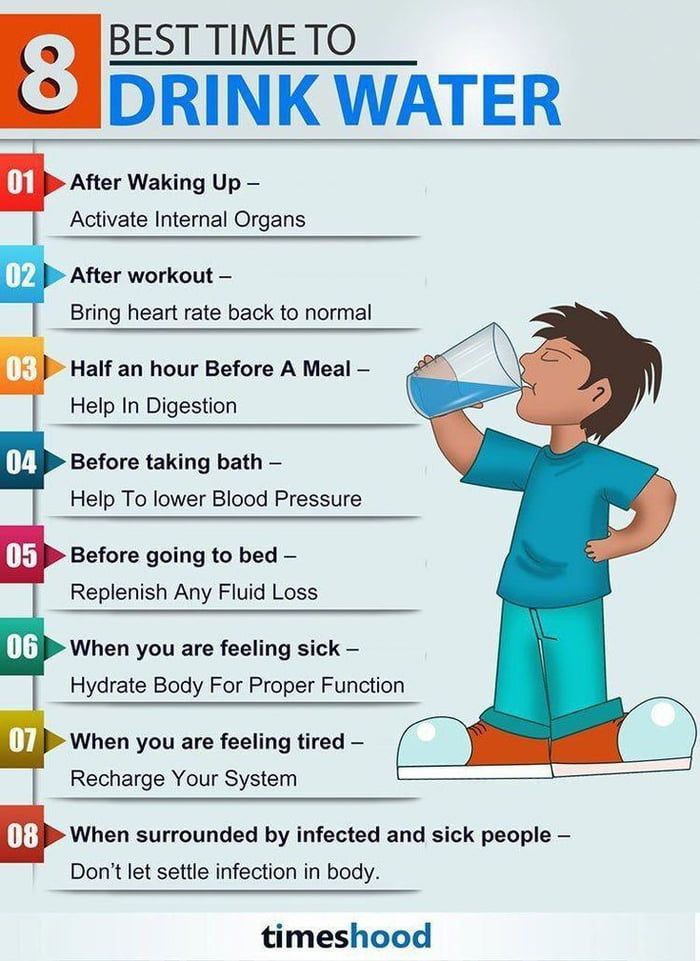 8
BEST TIME TO
DRINK WATER
01
After Waking Up –
Activate Internal Organs
02
After workout –
Bring heart rate back to normal
03
Half an hour Before A Meal –
Help In Digestion
04
Before taking bath –
Help To lower Blood Pressure
05
Before going to bed –
Replenish Any Fluid Loss
06
When you are feeling sick –
Hydrate Body For Proper Function
07
When you are feeling tired –
Recharge Your System
08
When surrounded by infected and sick people –
Don't let settle infection in body.
timeshood